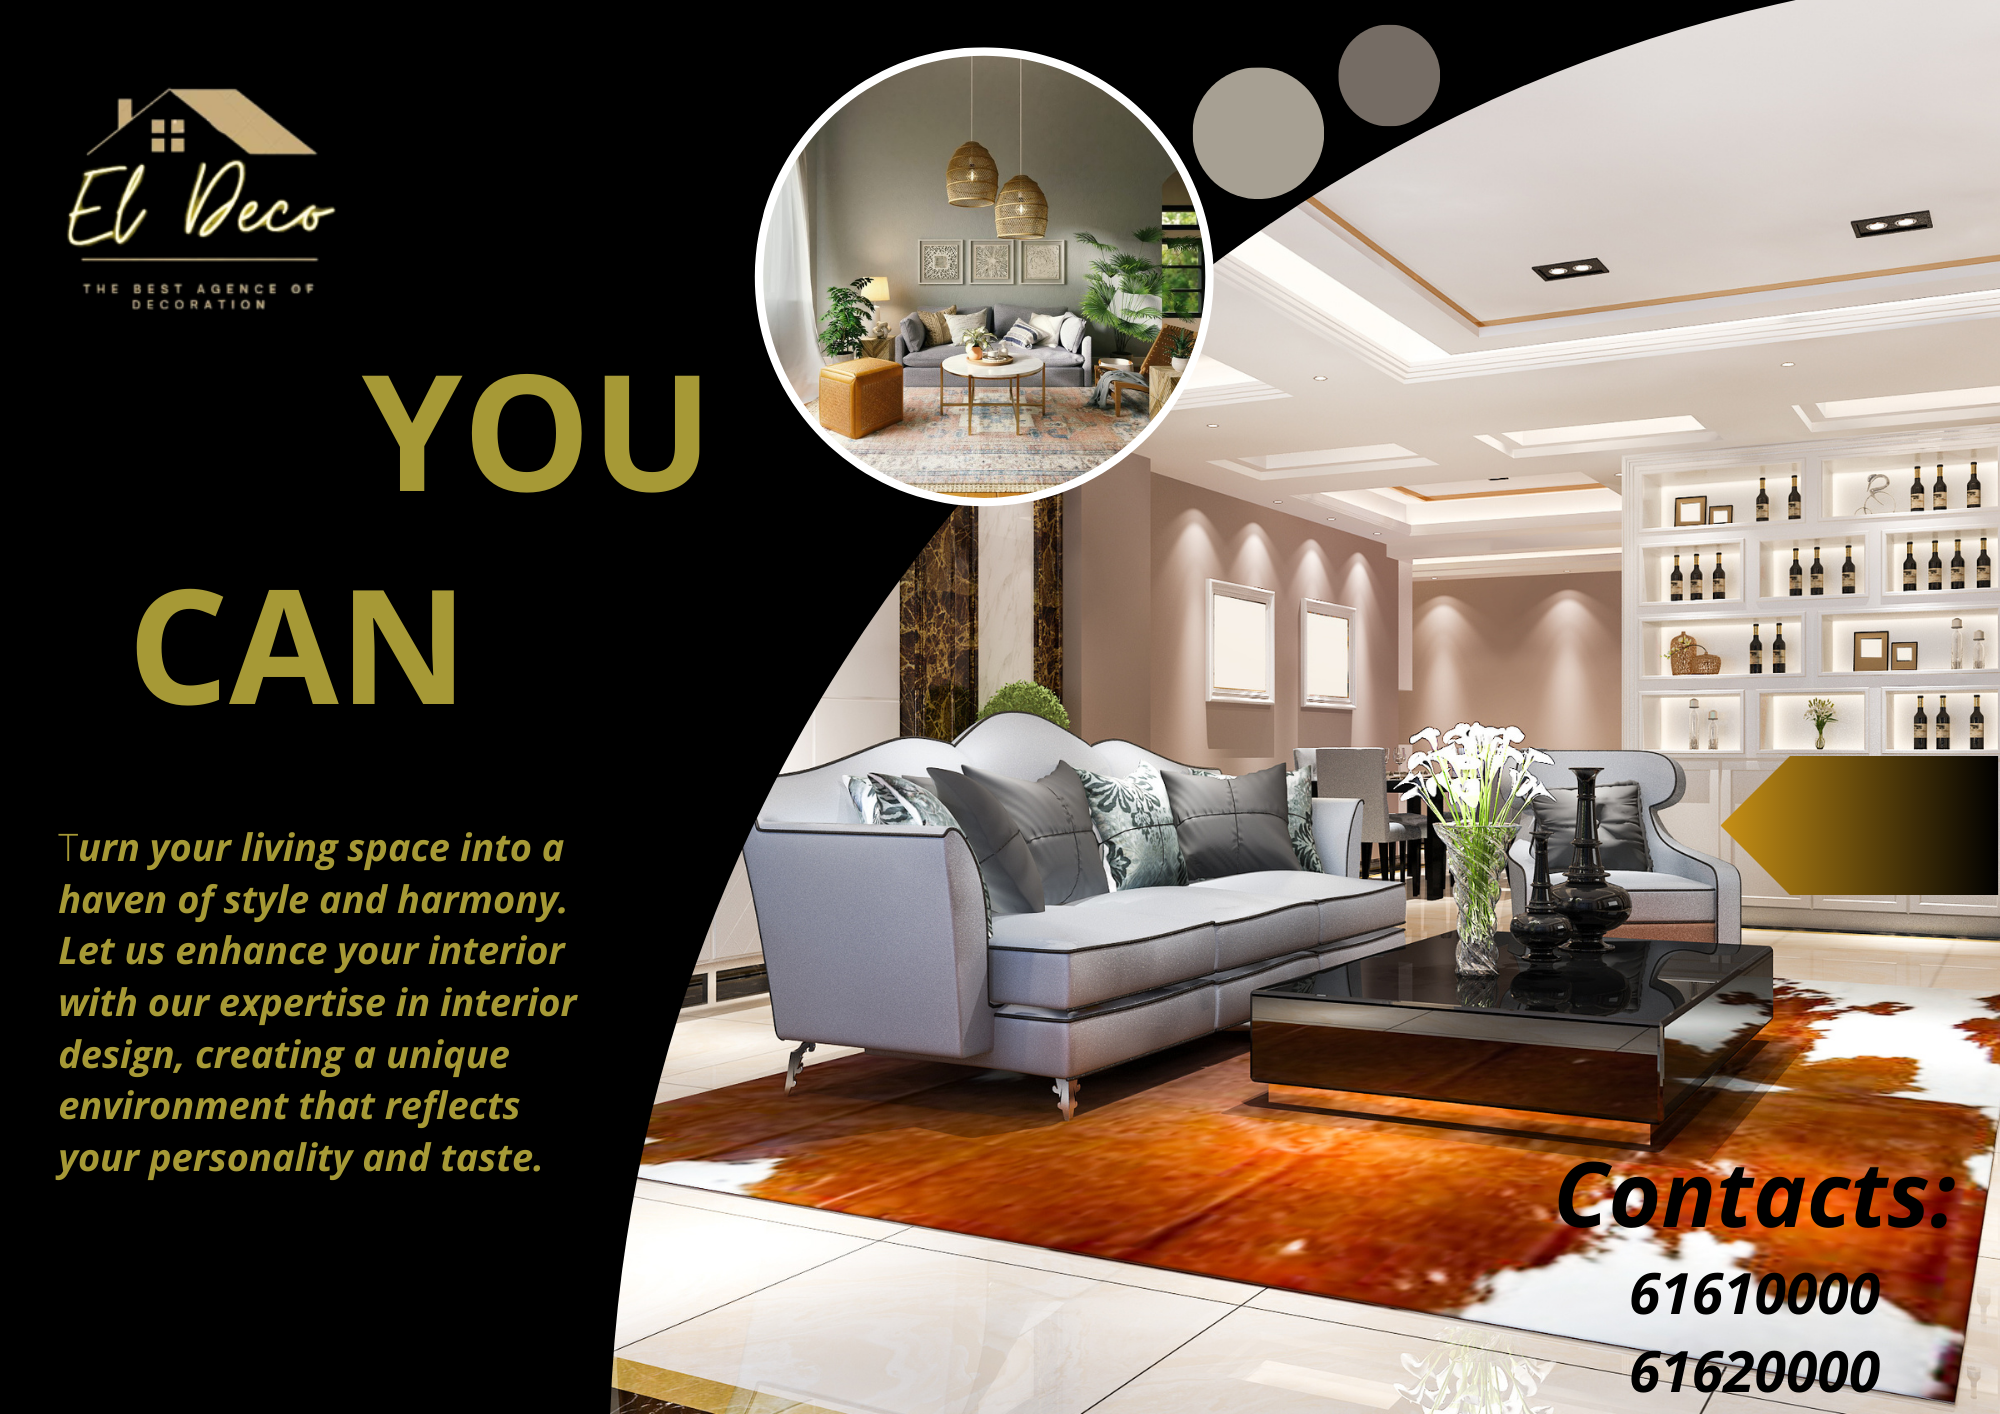 El Deco
THE BEST AGENCE OF
DECORATION
YOU
CAN
Turn your living space into a
haven of style and harmony.
Let us enhance your interior
with our expertise in interior
design, creating a unique
environment that reflects
your personality and taste.
Contacts:
61610000
61620000